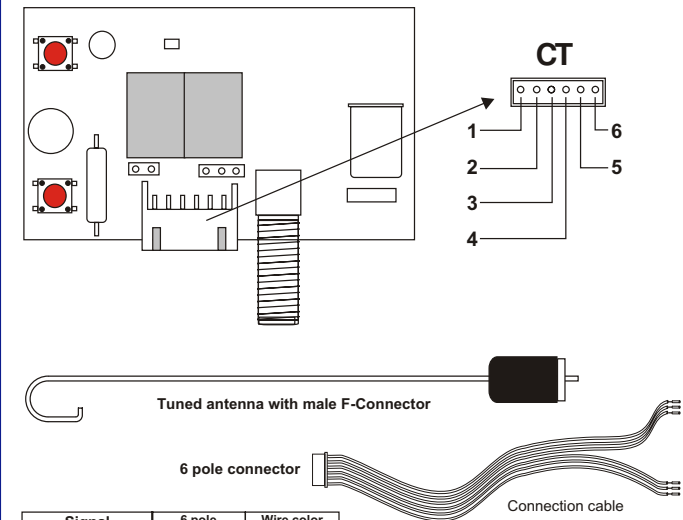 CT
1
6
2
5
3
4
Tuned antenna with male F-Connector
6 pole connector
Connection cable
Signal 6 pole Wire color